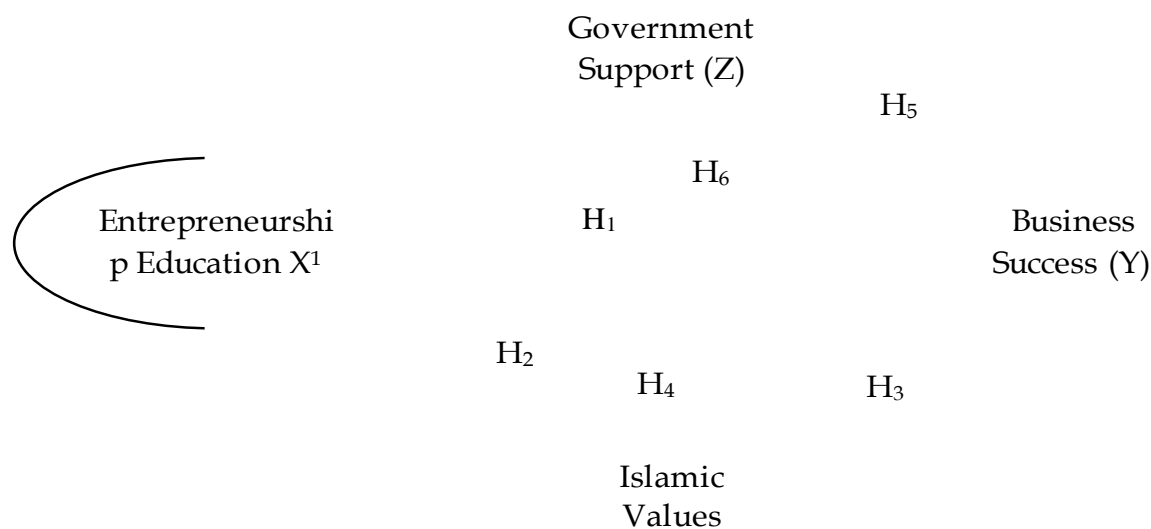 Government
Support (Z)
H₅
H₆
Entrepreneurshi
p Education X¹
H₁
Business
Success (Y)
H₂
H₄
H₃
Islamic
Values